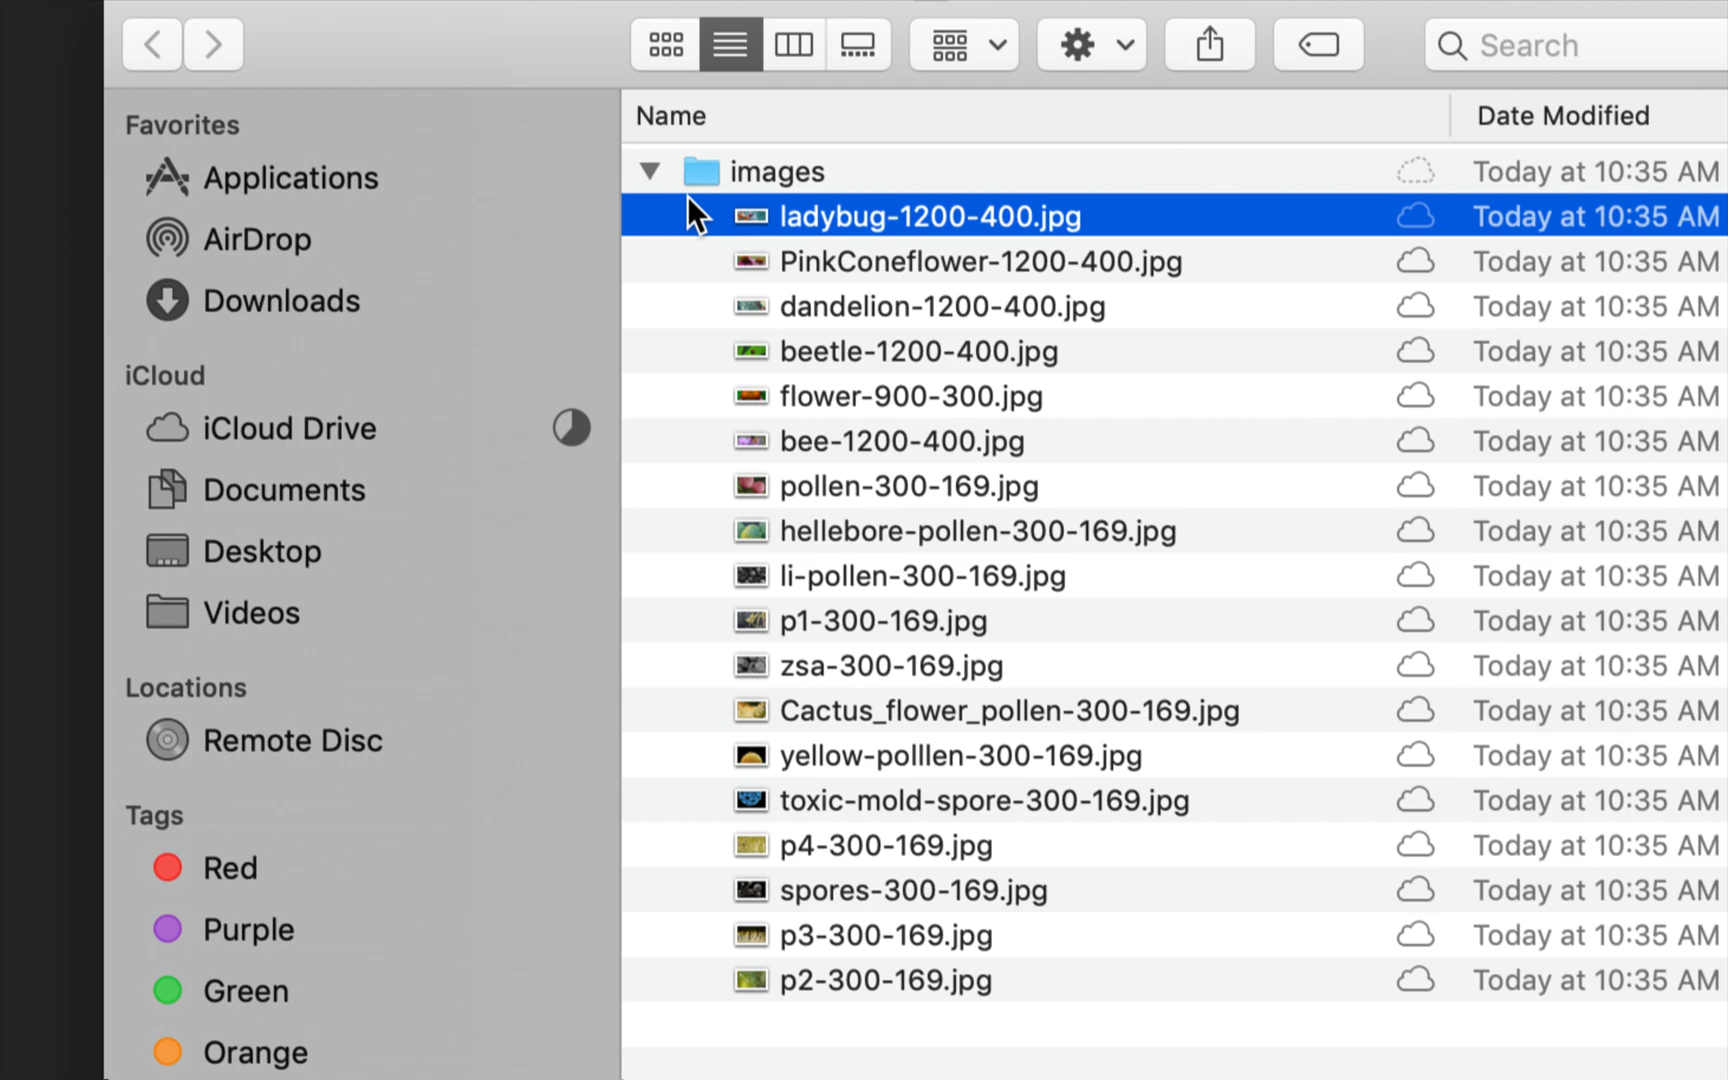 Search
Name
Date Modified
Favorites
Applications
AirDrop
Downloads
iCloud
iCloud Drive
Documents
Desktop
Videos
Locations
Remote Disc
Tags
Red
Purple
Green
Orange
images Today at 10:35 AM
ladybug-1200-400.jpg Today at 10:35 AM
PinkConeflower-1200-400.jpg Today at 10:35 AM
dandelion-1200-400.jpg Today at 10:35 AM
beetle-1200-400.jpg Today at 10:35 AM
flower-900-300.jpg Today at 10:35 AM
bee-1200-400.jpg Today at 10:35 AM
pollen-300-169.jpg Today at 10:35 AM
hellebore-pollen-300-169.jpg Today at 10:35 AM
li-pollen-300-169.jpg Today at 10:35 AM
p1-300-169.jpg Today at 10:35 AM
zsa-300-169.jpg Today at 10:35 AM
Cactus_flower_pollen-300-169.jpg Today at 10:35 AM
yellow-polllen-300-169.jpg Today at 10:35 AM
toxic-mold-spore-300-169.jpg Today at 10:35 AM
p4-300-169.jpg Today at 10:35 AM
spores-300-169.jpg Today at 10:35 AM
p3-300-169.jpg Today at 10:35 AM
p2-300-169.jpg Today at 10:35 AM